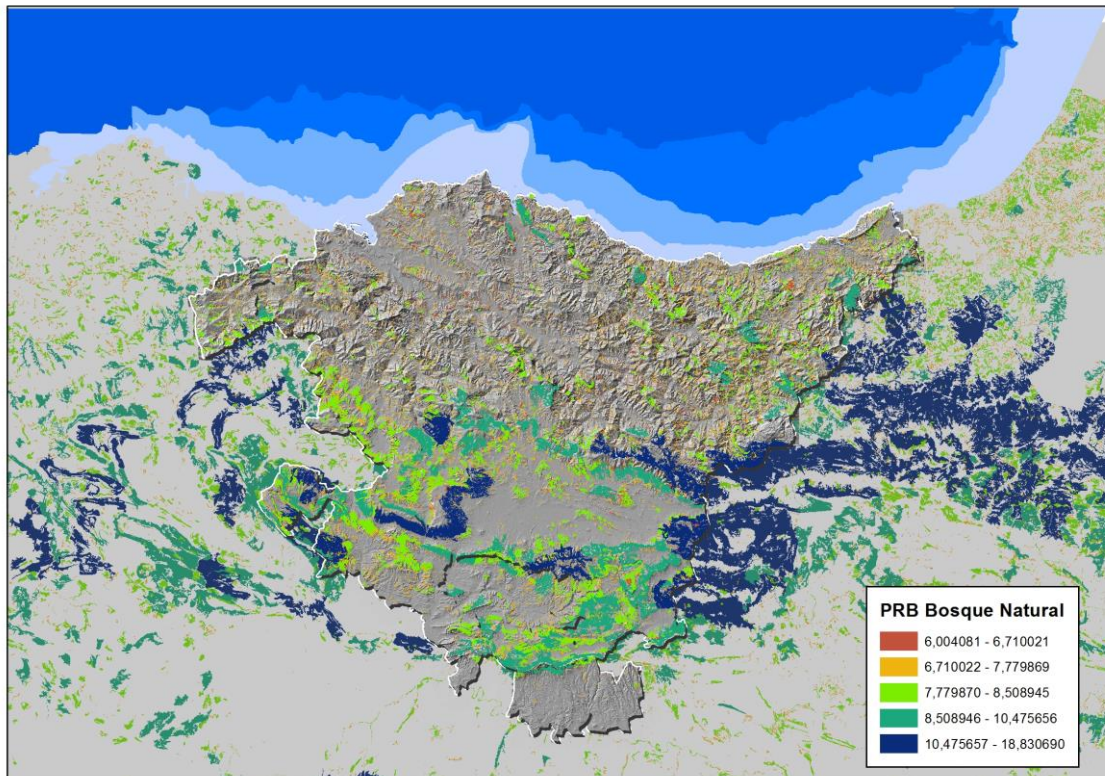 PRB Bosque Natural
6,004081 - 6,710021
6,710022 - 7,779869
7,779870 - 8,508945
8,508946 - 10,475656
10,475657 - 18,830690